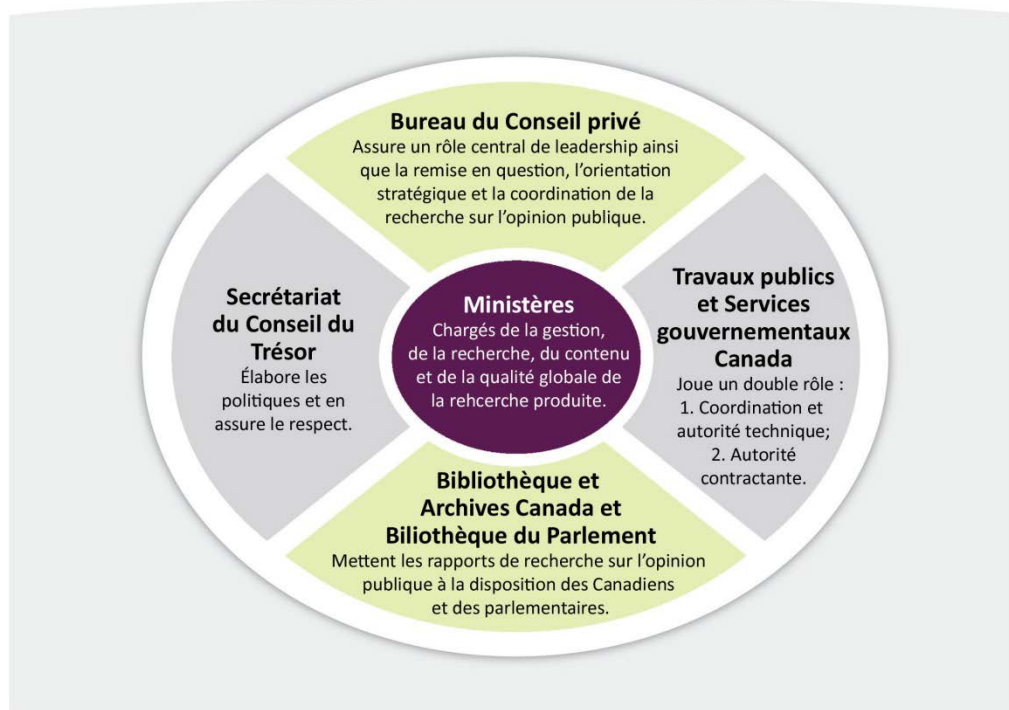 Bureau du Conseil privé
Assure un rôle central de leadership ainsi
que la remise en question, l'orientation
stratégique et la coordination de la
recherche sur l'opinion publique.
Secrétariat
du Conseil du
Trésor
Élabore les
politiques et en
assure le respect.
Ministères
Chargés de la gestion,
de la recherche, du contenu
et de la qualité globale de
la rehcerche produite.
Travaux publics
et Services
gouvernementaux
Canada
Joue un double rôle :
1. Coordination et
autorité technique;
2. Autorité
contractante.
Bibliothèque et
Archives Canada et
Biliothèque du Parlement
Mettent les rapports de recherche sur l'opinion
publique à la disposition des Canadiens
et des parlementaires.